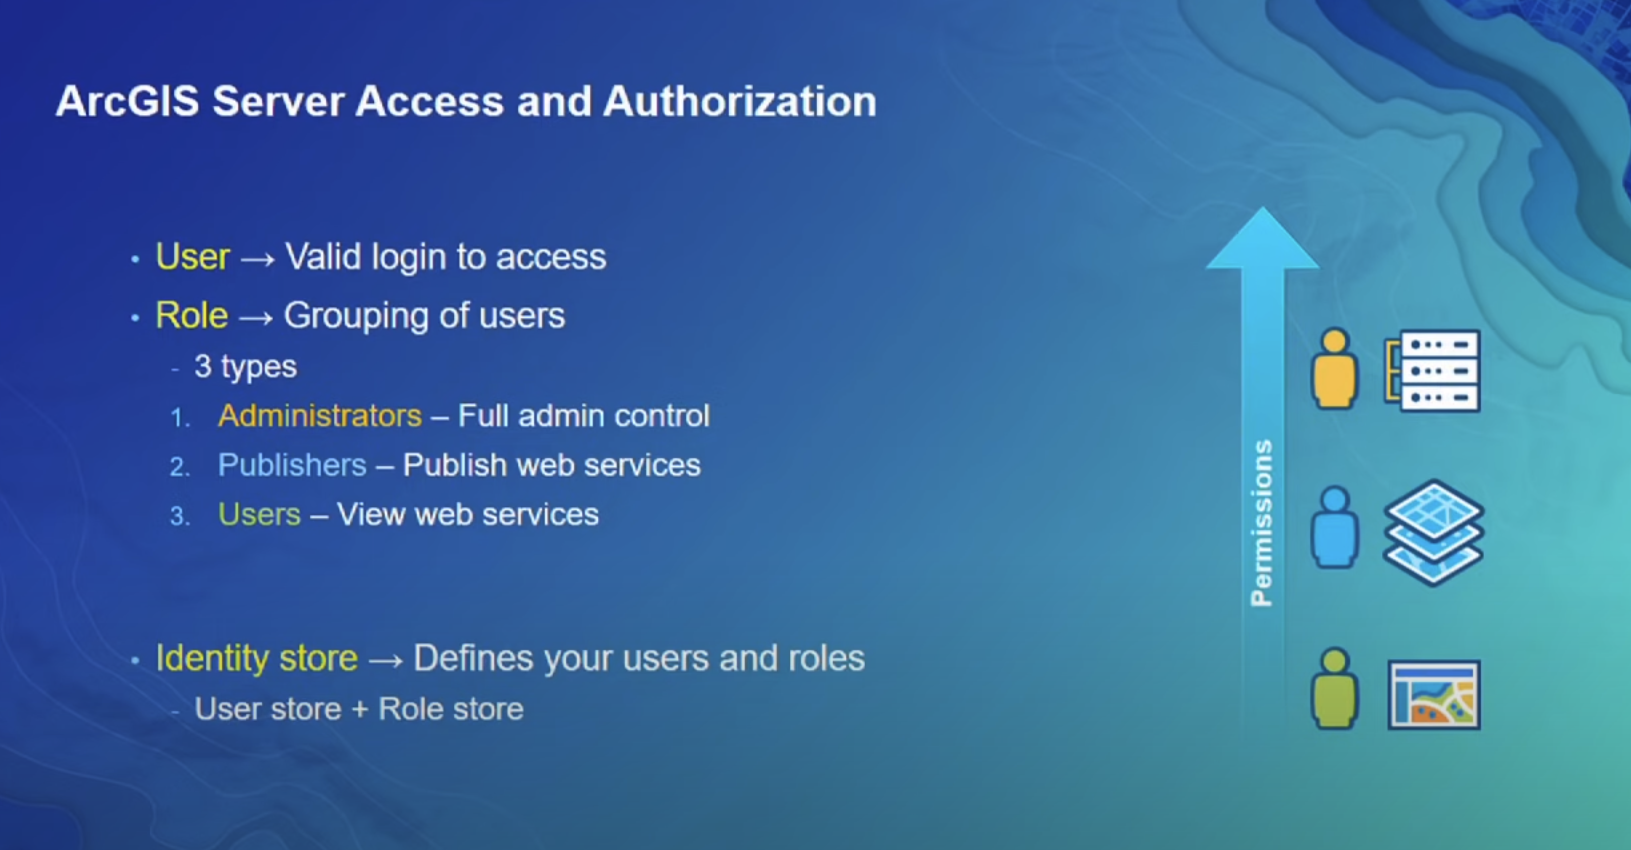 ArcGIS Server Access and Authorization
• User → Valid login to access
• Role → Grouping of users
- 3 types
1. Administrators – Full admin control
2. Publishers – Publish web services
3. Users – View web services
• Identity store → Defines your users and roles
- User store + Role store
Permissions